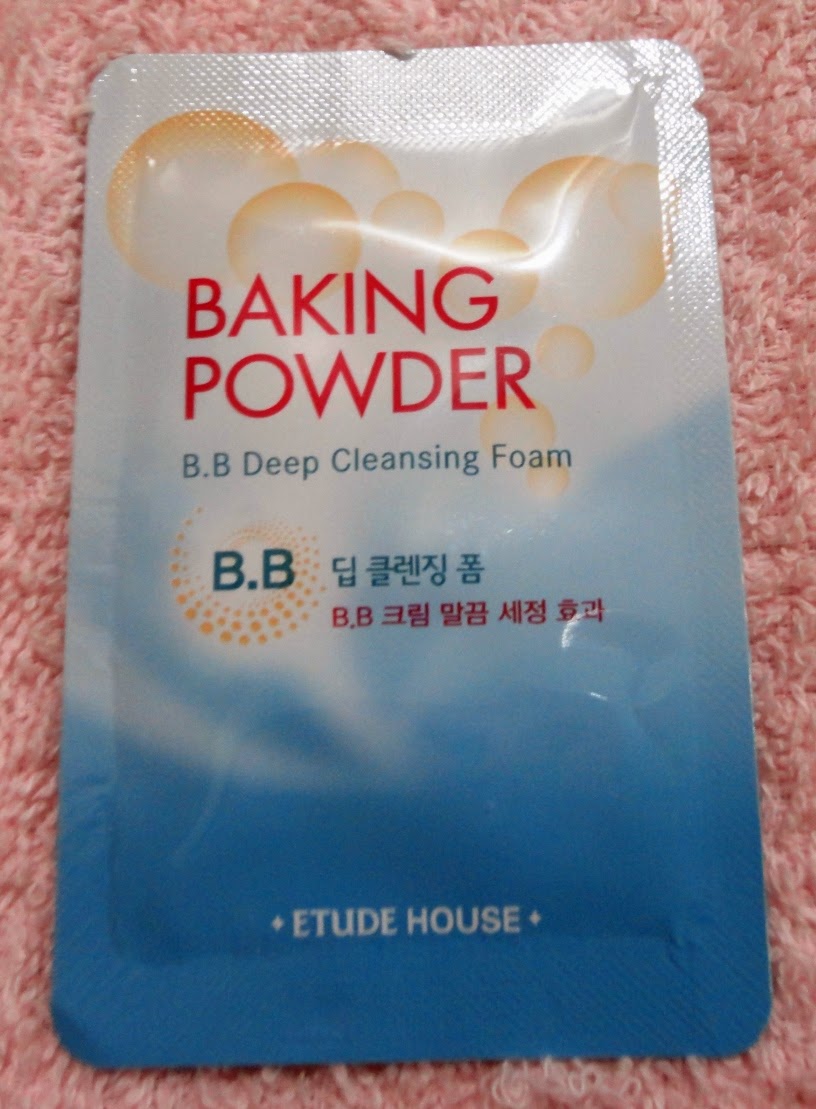 BAKING
POWDER
B.B Deep Cleansing Foam
B.B 딥 클렌징 폼
B.B 크림 말끔 세정 효과
ETUDE HOUSE